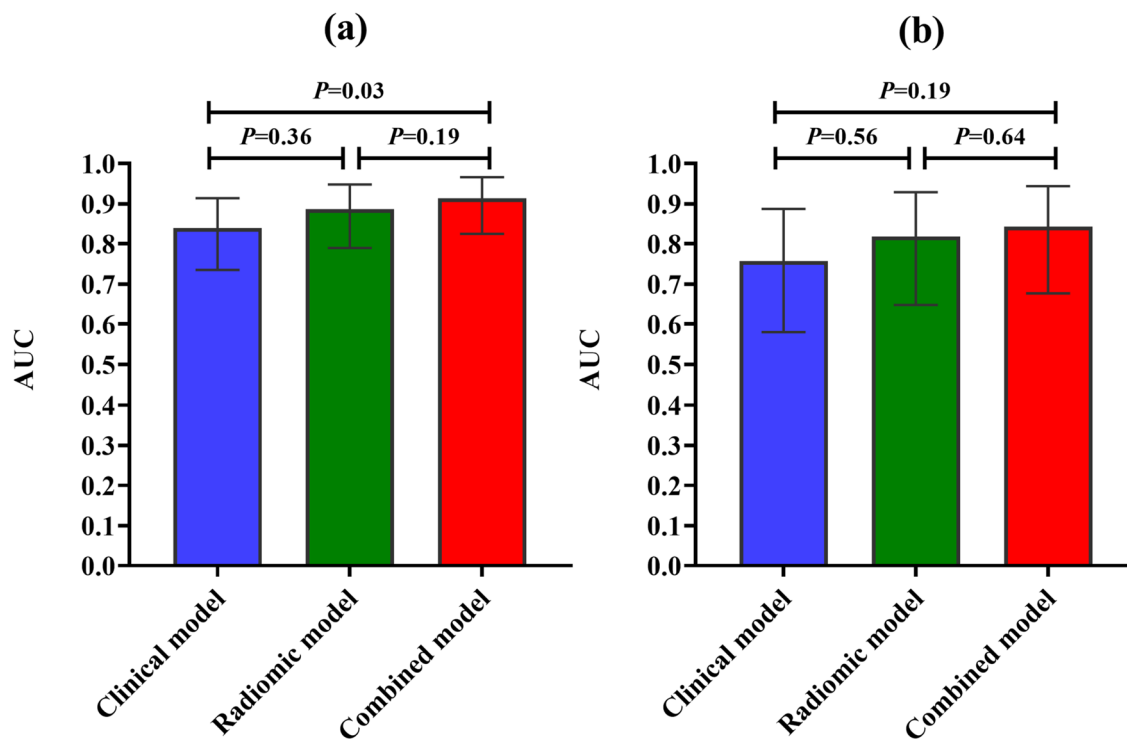 (a)
P=0.03
P=0.36
P=0.19
1.0
0.9
0.8
0.7
0.6
0.5
0.4
0.3
0.2
0.1
0.0
AUC
Clinical model
Radiomic model
Combined model
(b)
P=0.19
P=0.56
P=0.64
1.0
0.9
0.8
0.7
0.6
0.5
0.4
0.3
0.2
0.1
0.0
AUC
Clinical model
Radiomic model
Combined model